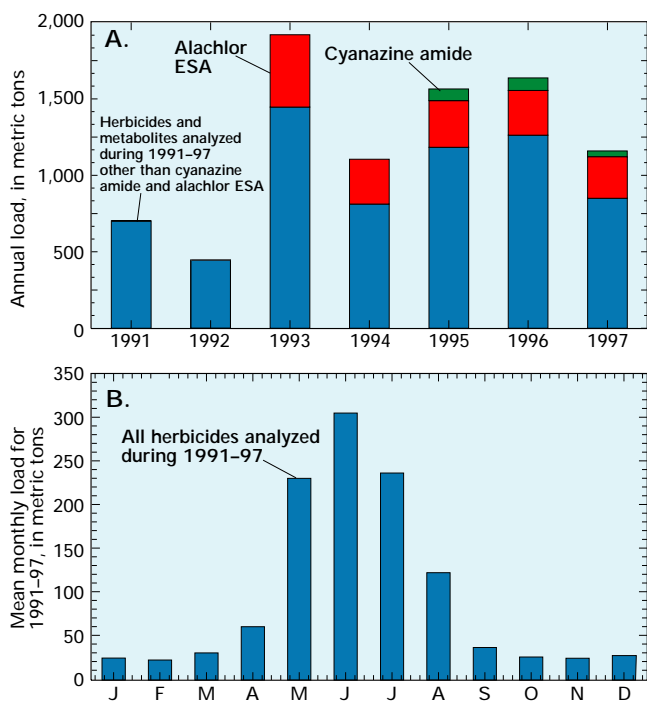 A.
Alachlor
ESA
Cyanazine amide
Herbicides and
metabolites analyzed
during 1991–97
other than cyanazine
amide and alachlor ESA
Annual load, in metric tons
2,000
1,500
1,000
500
0
1991 1992 1993 1994 1995 1996 1997
B.
All herbicides analyzed
during 1991–97
Mean monthly load for
1991–97, in metric tons
350
300
250
200
150
100
50
0
J F M A M J J A S O N D